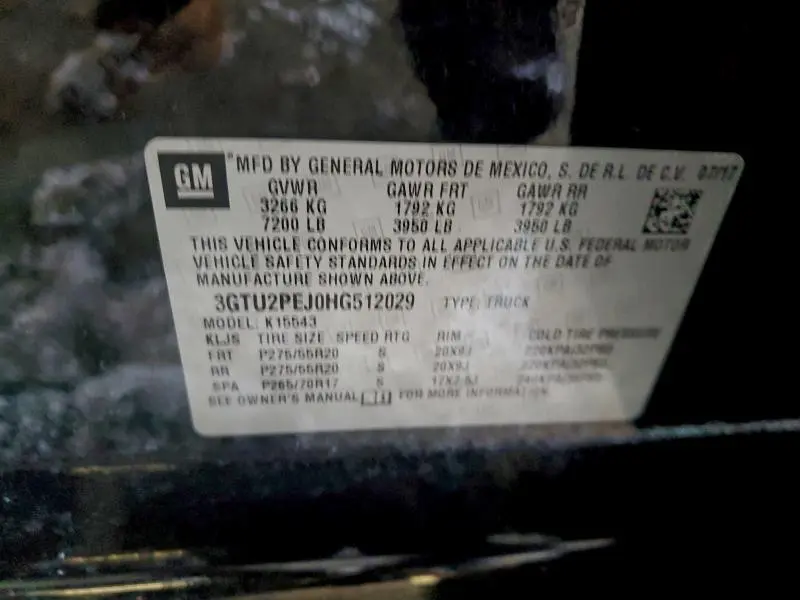 GM
*MFD BY GENERAL MOTORS DE MEXICO, S. DE R.L. DE C.V. 07/17
GVWR GAWR FRT GAWR RR
3266 KG 1792 KG 1792 KG
7200 LB 3950 LB 3950 LB
THIS VEHICLE CONFORMS TO ALL APPLICABLE U.S. FEDERAL MOTOR
VEHICLE SAFETY STANDARDS IN EFFECT ON THE DATE OF
MANUFACTURE SHOWN ABOVE.
3GTU2PEJ0HG512029 TYPE: TRUCK
MODEL: K15543
KLJS TIRE SIZE SPEED RTG RIM COLD TIRE PRESSURE
FRT P275/55R20 S 20X9J
RR P275/55R20 S 20X9J
SPA P265/70R17 S
SEE OWNER'S MANUAL FOR MORE INFORMATION